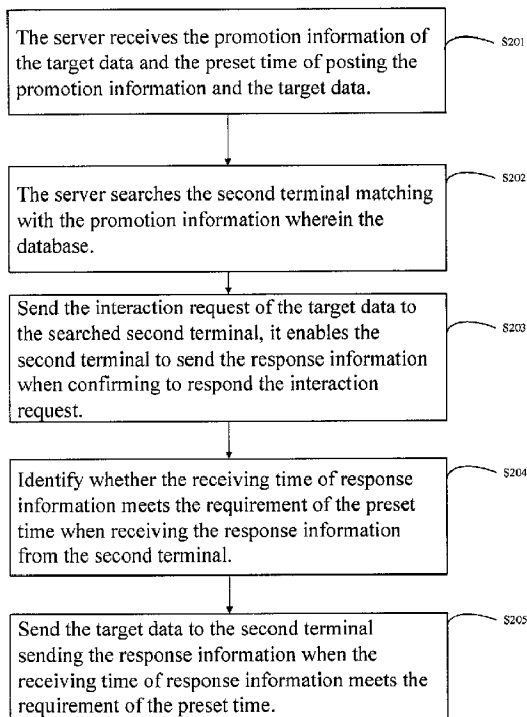 The server receives the promotion information of
the target data and the preset time of posting the
promotion information and the target data.
S201
The server searches the second terminal matching
with the promotion information wherein the
database.
S202
Send the interaction request of the target data to
the searched second terminal, it enables the
second terminal to send the response information
when confirming to respond the interaction
request.
S203
Identify whether the receiving time of response
information meets the requirement of the preset
time when receiving the response information
from the second terminal.
S204
Send the target data to the second terminal
sending the response information when the
receiving time of response information meets the
requirement of the preset time.
S205